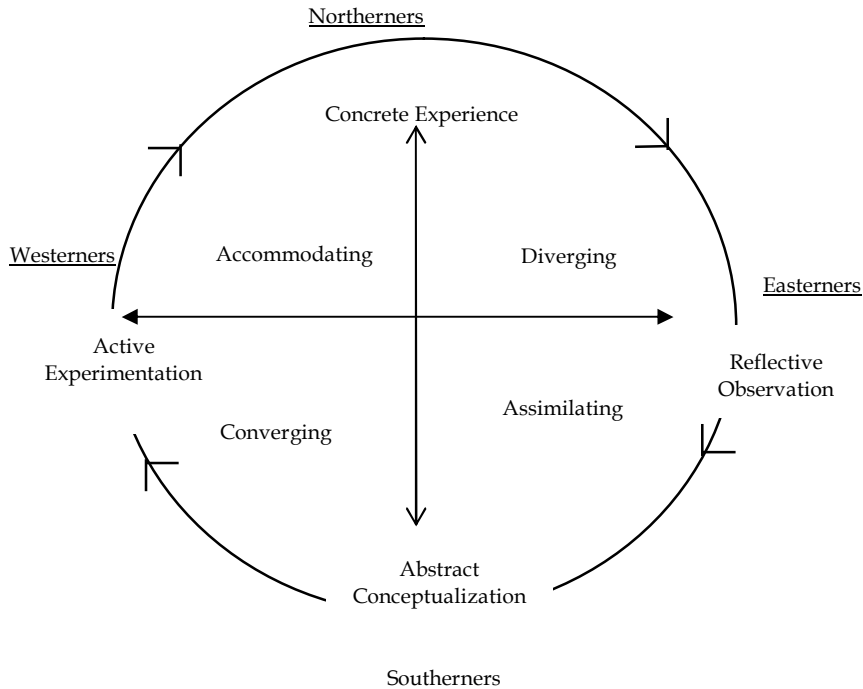 Northerners
Concrete Experience
Westerners
Accommodating
Diverging
Easterners
Active
Experimentation
Reflective
Observation
Assimilating
Converging
Abstract
Conceptualization
Southerners